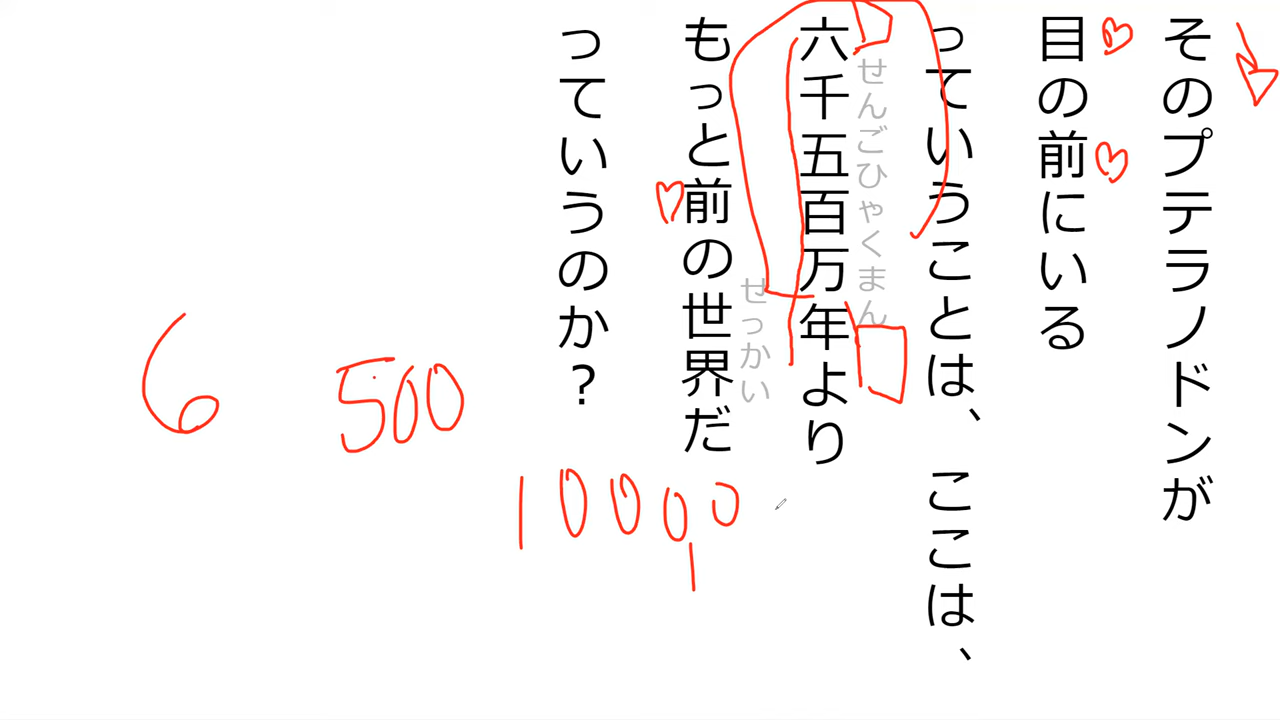 そのプテラノドンが
目の前にいる
っていうことは、ここは、
せんごひゃくまん
六千五百万年より
せっかい
もっと前の世界だ
っていうのか?
6 500
10000